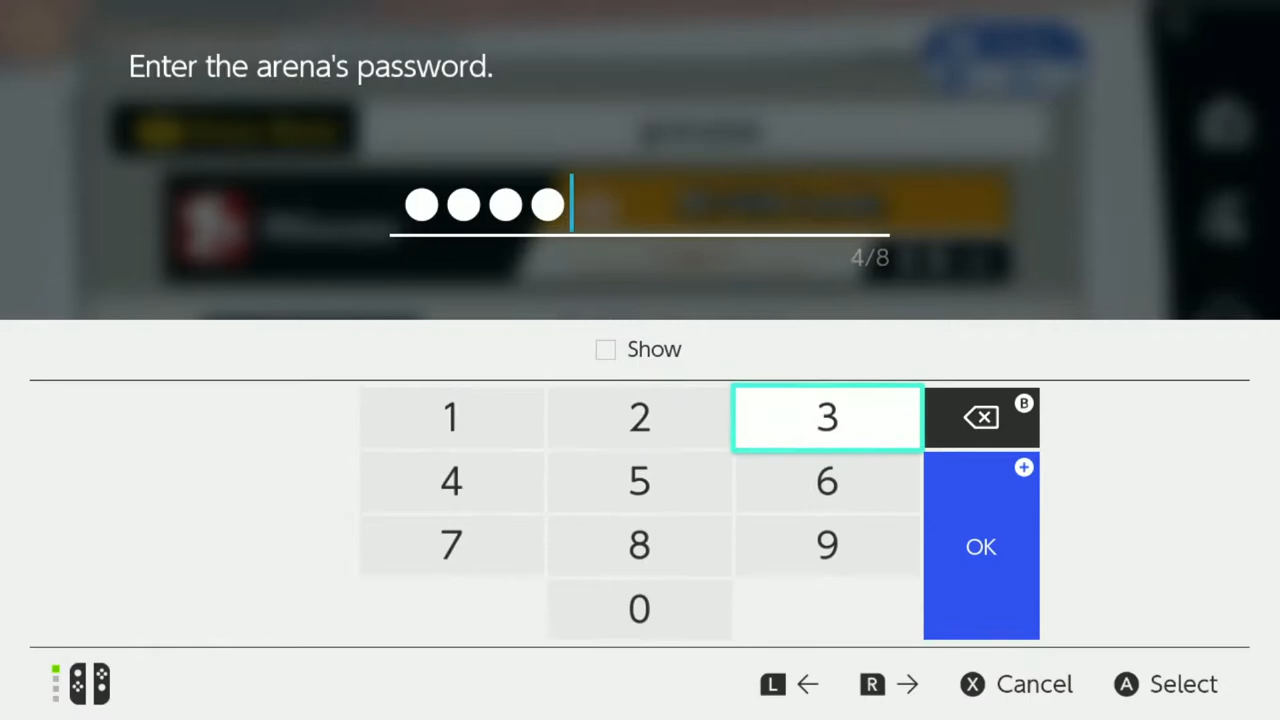 Enter the arena's password.
4/8
Show
1 2 3 B
4 5 6 +
7 8 9 OK
0
L ← R → X Cancel A Select